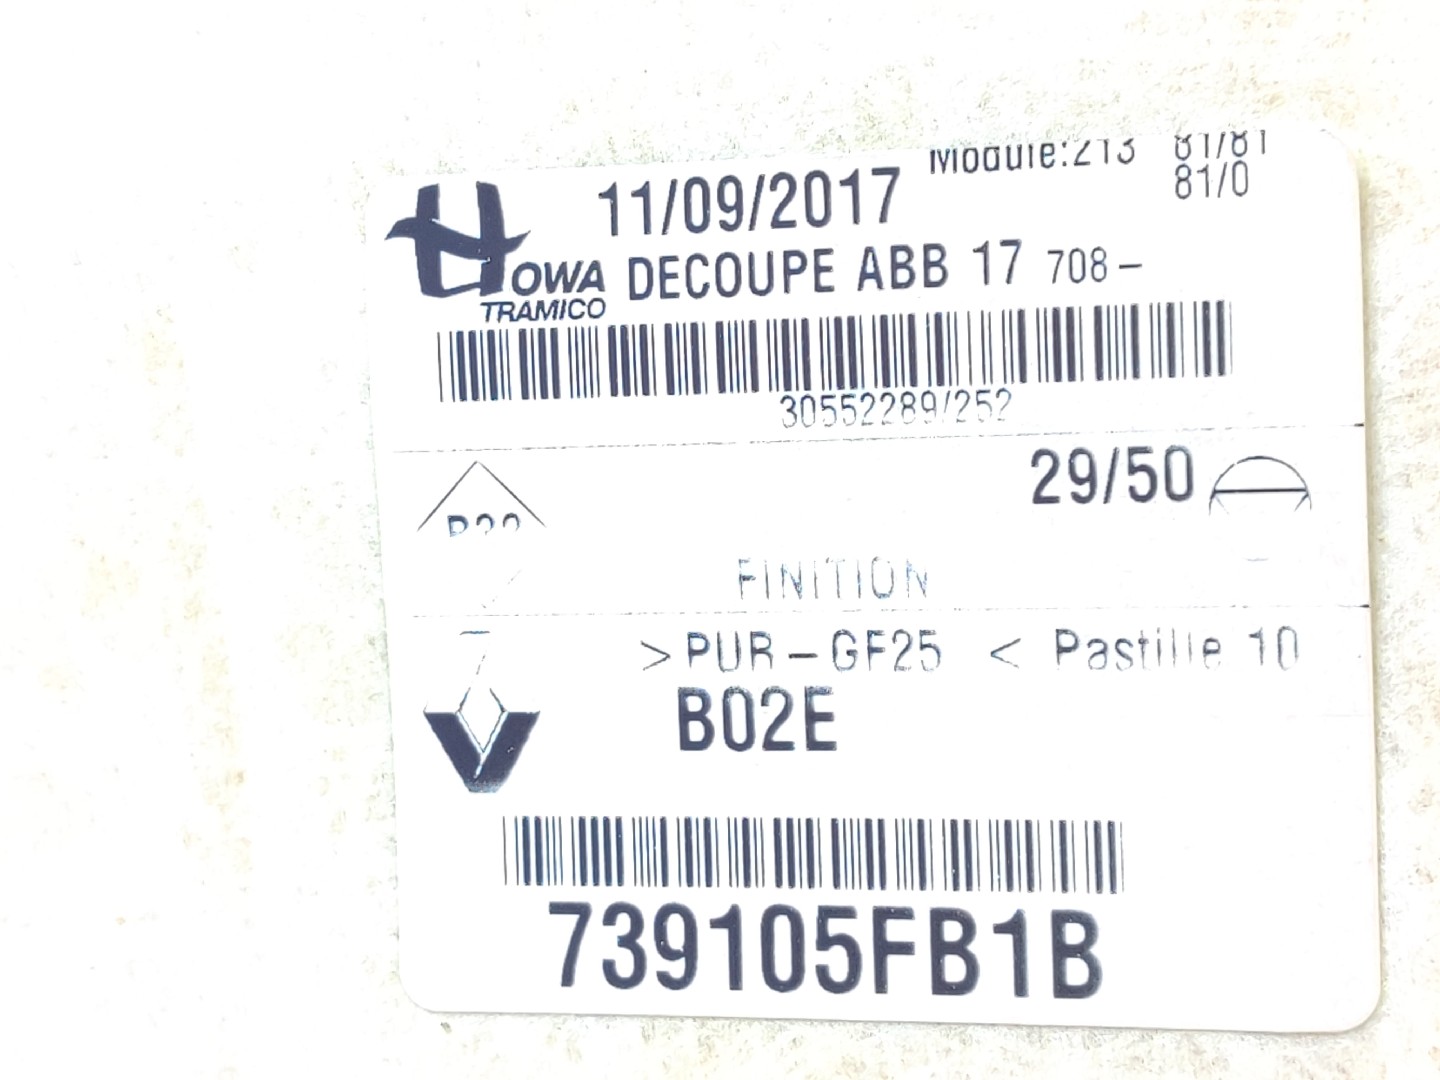 Module:213 81/81
11/09/2017 81/0
HOWA DECOUPE ABB 17 708-
TRAMICO
30552289/252
29/50
FINITION
>PUR-GF25 < Pastille 10
B02E
739105FB1B